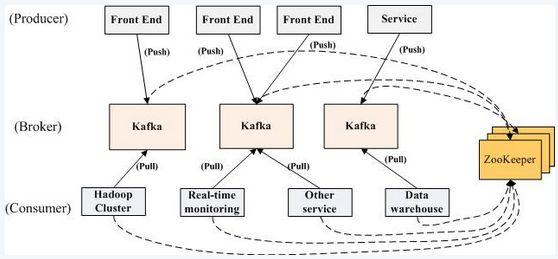 (Producer)
Front End
Front End
Front End
Service
(Push)
(Push)
(Push)
(Push)
(Broker)
Kafka
Kafka
Kafka
ZooKeeper
(Pull)
(Pull)
(Pull)
(Pull)
(Consumer)
Hadoop
Cluster
Real-time
monitoring
Other
service
Data
warehouse